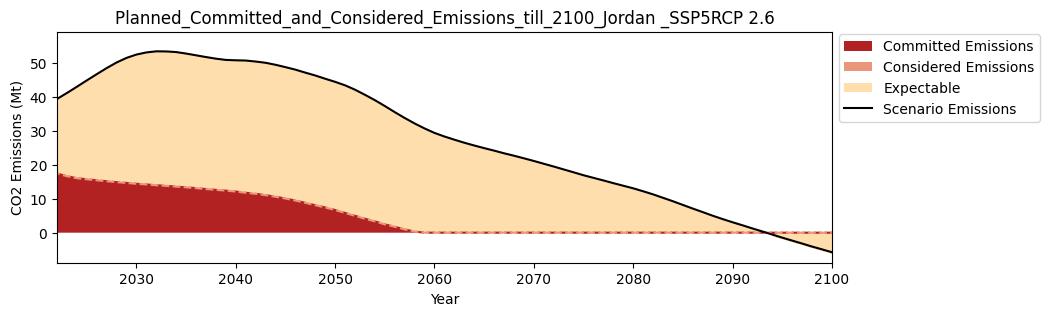 Planned_Committed_and_Considered_Emissions_till_2100_Jordan _SSP5RCP 2.6
CO2 Emissions (Mt)
50
40
30
20
10
0
2030
2040
2050
2060
2070
2080
2090
2100
Year
Committed Emissions
Considered Emissions
Expectable
Scenario Emissions